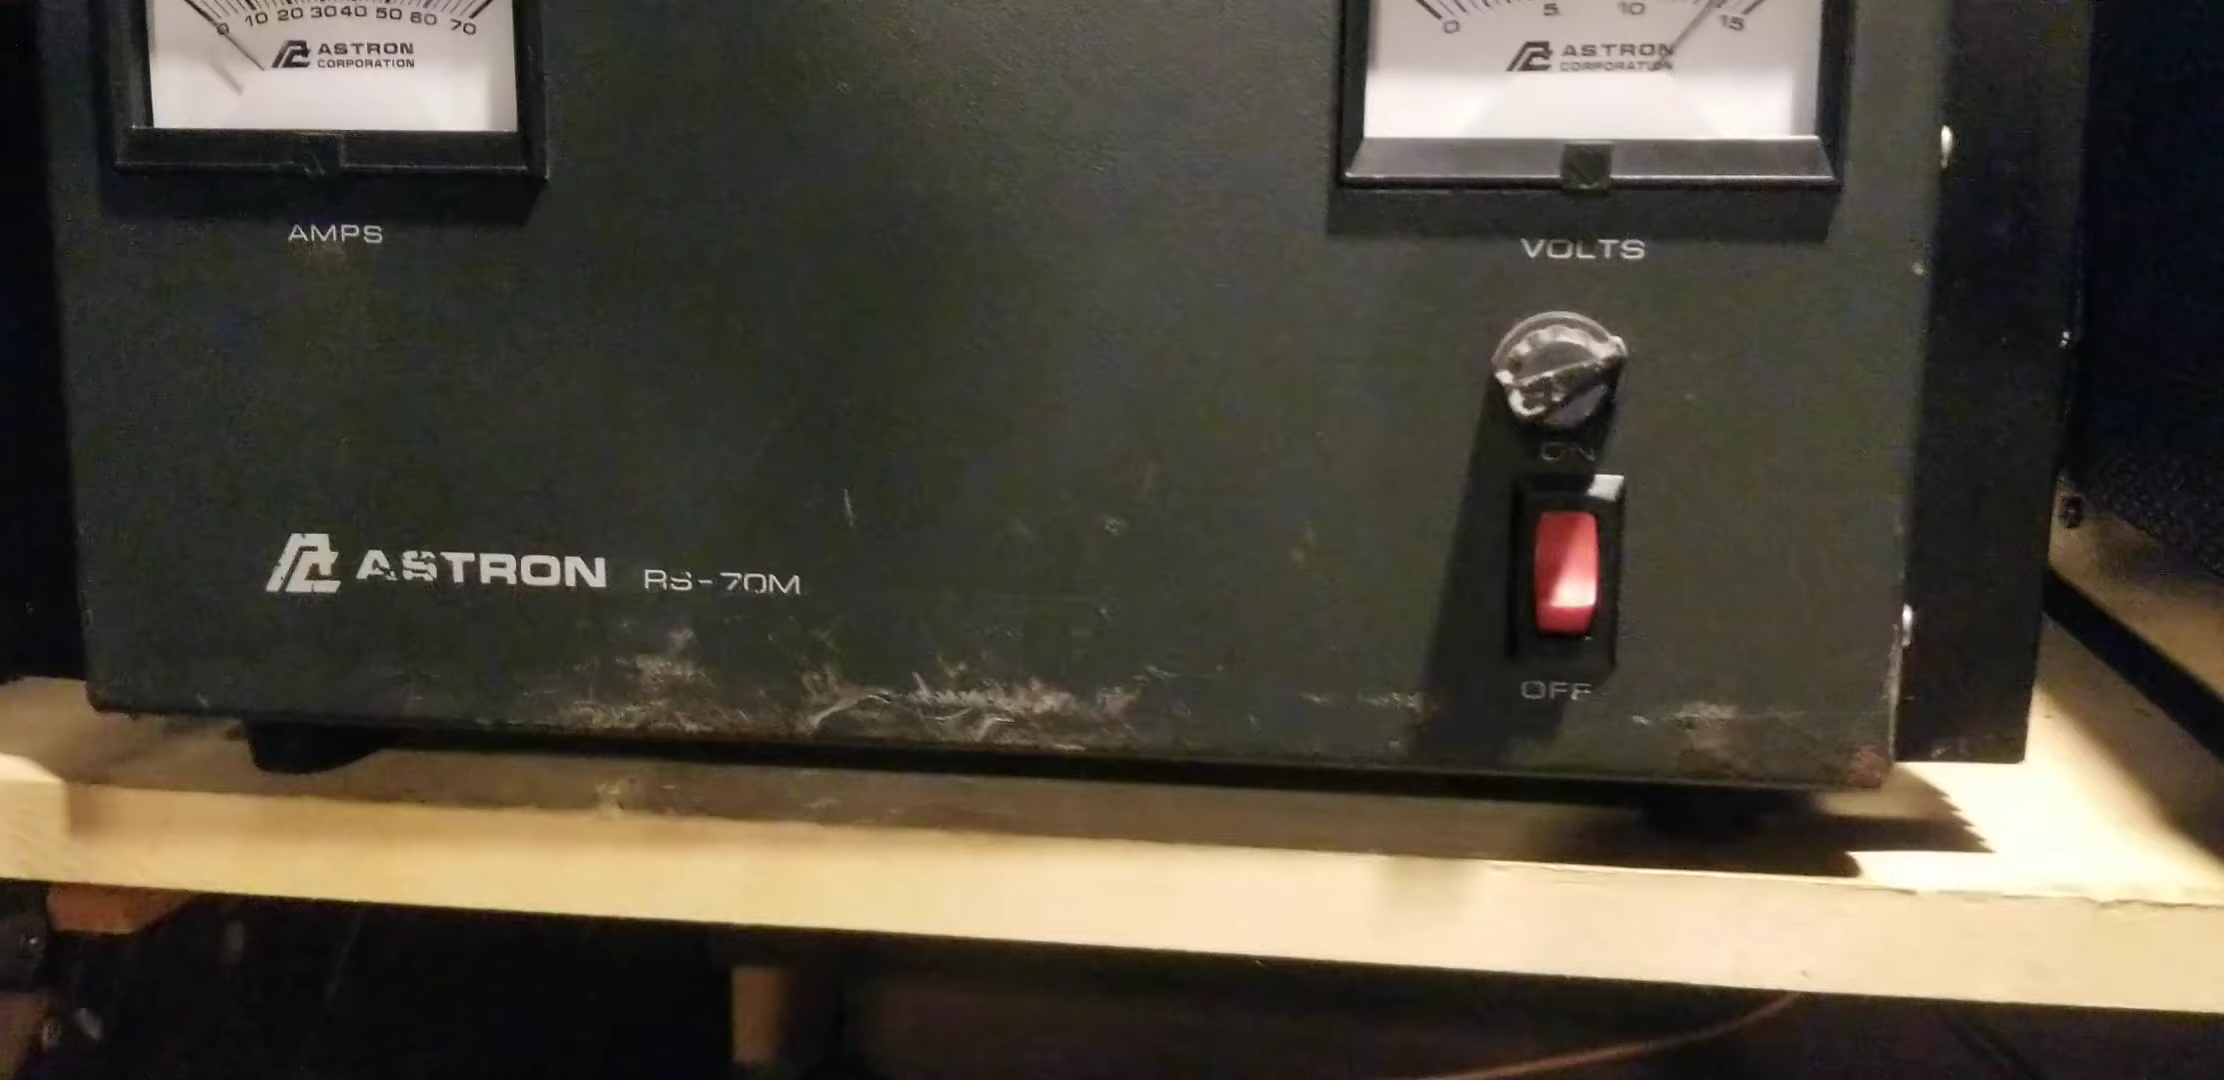 0 10 20 30 40 50 60 70
ASTRON
CORPORATION
AMPS
0 5 10 15
ASTRON
CORPORATION
VOLTS
ON
OFF
ASTRON RS-70M